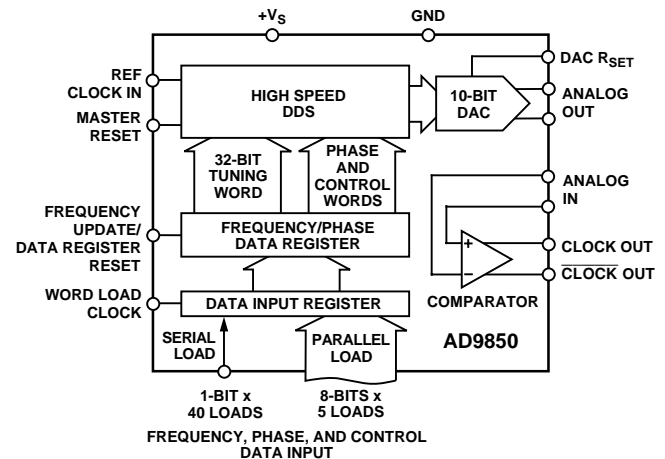 +VS
GND
REF
CLOCK IN
MASTER
RESET
FREQUENCY
UPDATE/
DATA REGISTER
RESET
WORD LOAD
CLOCK
HIGH SPEED
DDS
10-BIT
DAC
DAC RSET
ANALOG
OUT
32-BIT
TUNING
WORD
PHASE
AND
CONTROL
WORDS
FREQUENCY/PHASE
DATA REGISTER
DATA INPUT REGISTER
ANALOG
IN
+
–
CLOCK OUT
CLOCK OUT
COMPARATOR
SERIAL
LOAD
PARALLEL
LOAD
AD9850
1-BIT x
40 LOADS
8-BITS x
5 LOADS
FREQUENCY, PHASE, AND CONTROL
DATA INPUT